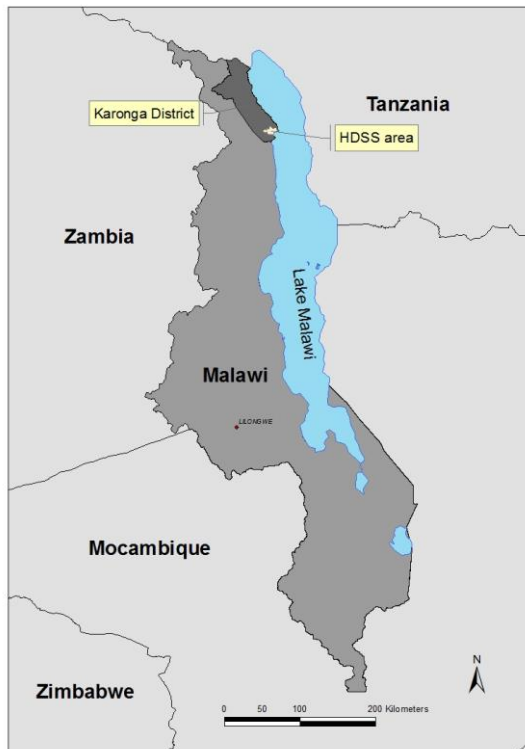 Tanzania
Karonga District
HDSS area
Zambia
Lake Malawi
Malawi
LILONGWE
Mocambique
Zimbabwe
N
0 50 100 200 Kilometers